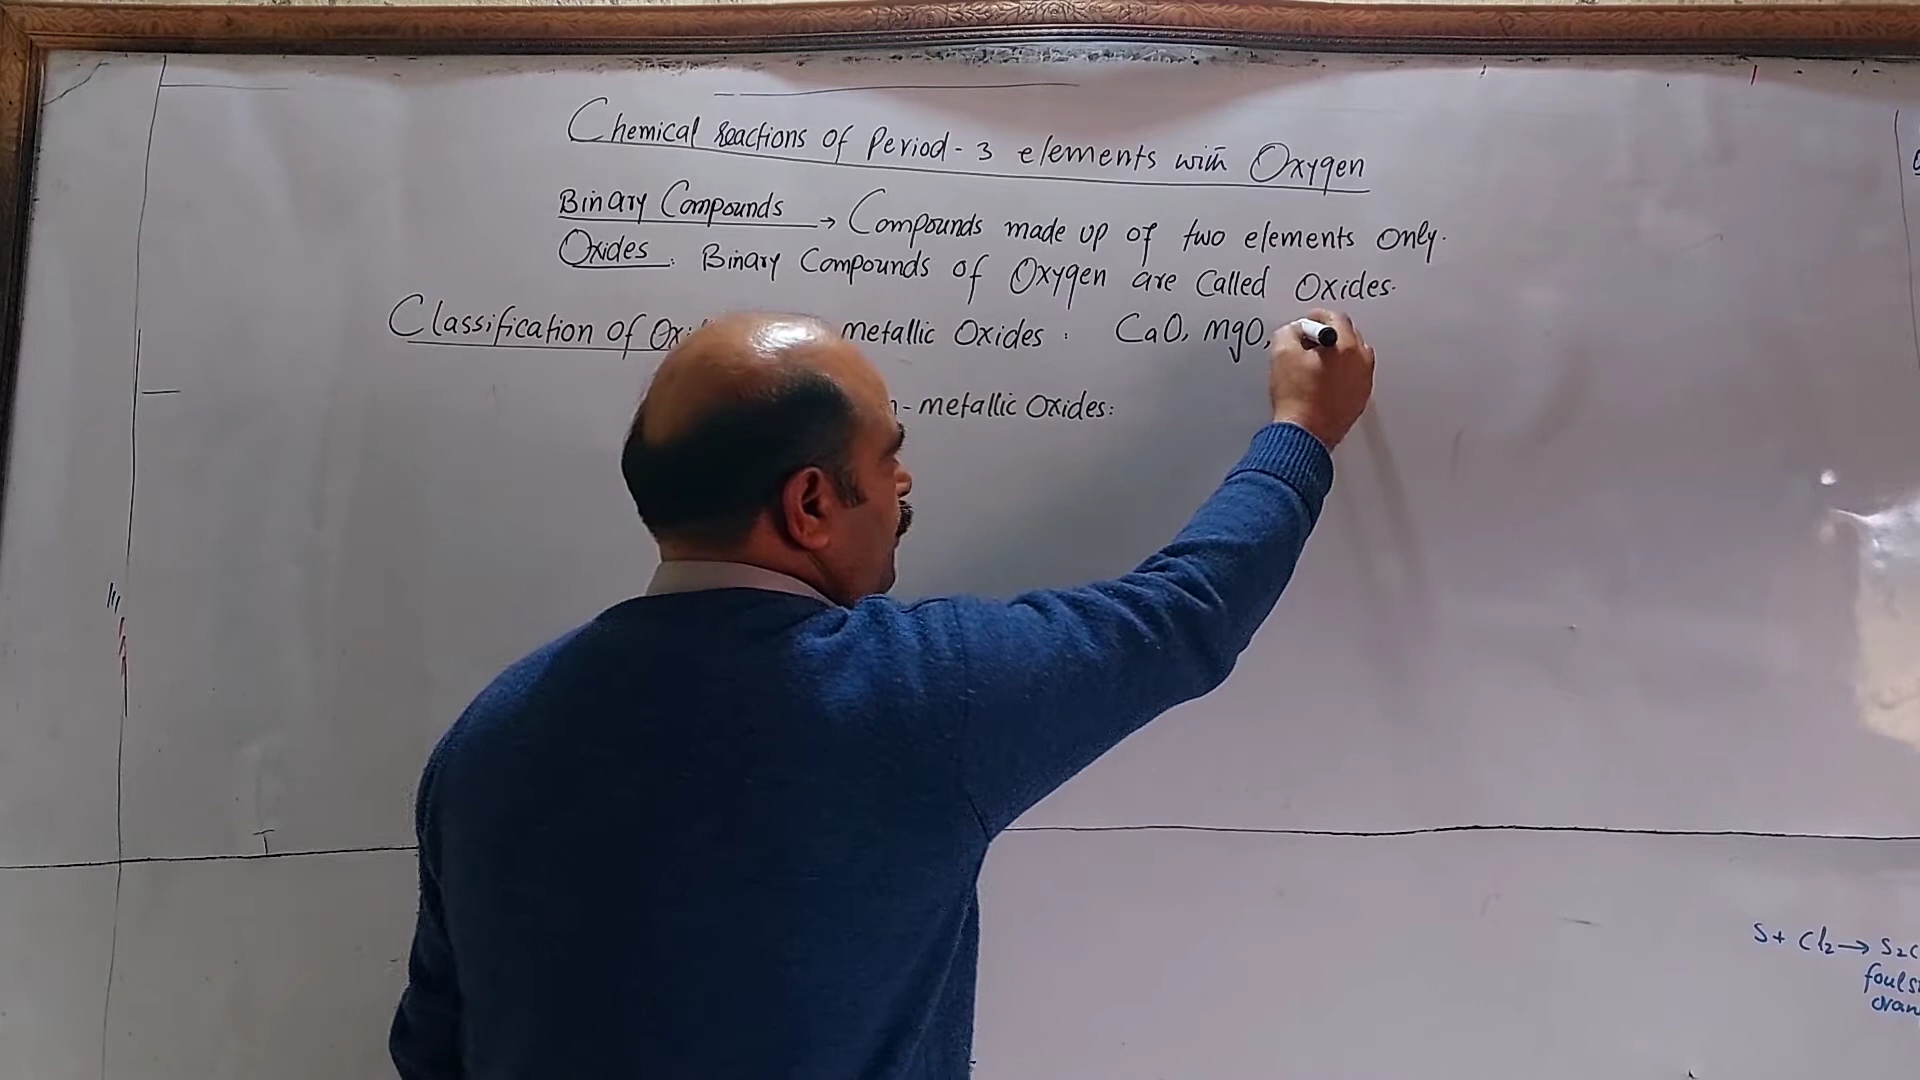 Chemical reactions of Period-3 elements with Oxygen
Binary Compounds → Compounds made up of two elements only.
Oxides: Binary Compounds of Oxygen are Called Oxides.
Classification of metallic Oxides: CaO, MgO,
metallic Oxides:
S + Cl₂ →